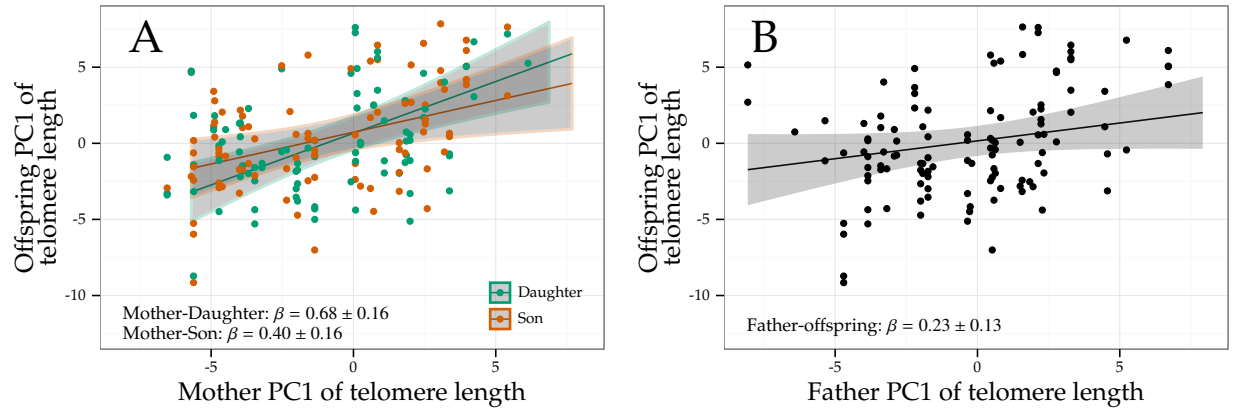 A
Offspring PC1 of
telomere length
5
0
-5
-10
Mother-Daughter: β = 0.68 ± 0.16
Mother-Son: β = 0.40 ± 0.16
Daughter
Son
-5
0
5
Mother PC1 of telomere length
B
Offspring PC1 of
telomere length
5
0
-5
-10
Father-offspring: β = 0.23 ± 0.13
-5
0
5
Father PC1 of telomere length